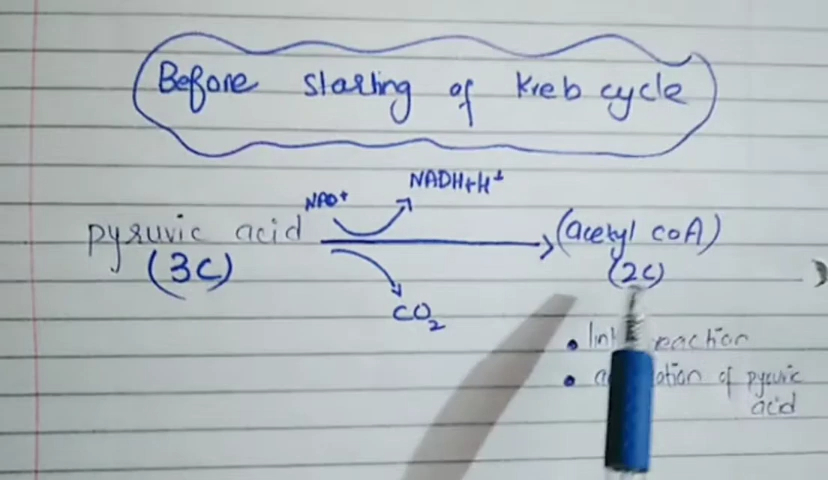 Before starting of Kreb cycle
NAD+ NADH+H+
pyruvic acid (acetyl coA)
(3C) (2C)
CO2
• reaction
• of pyruvic
acid